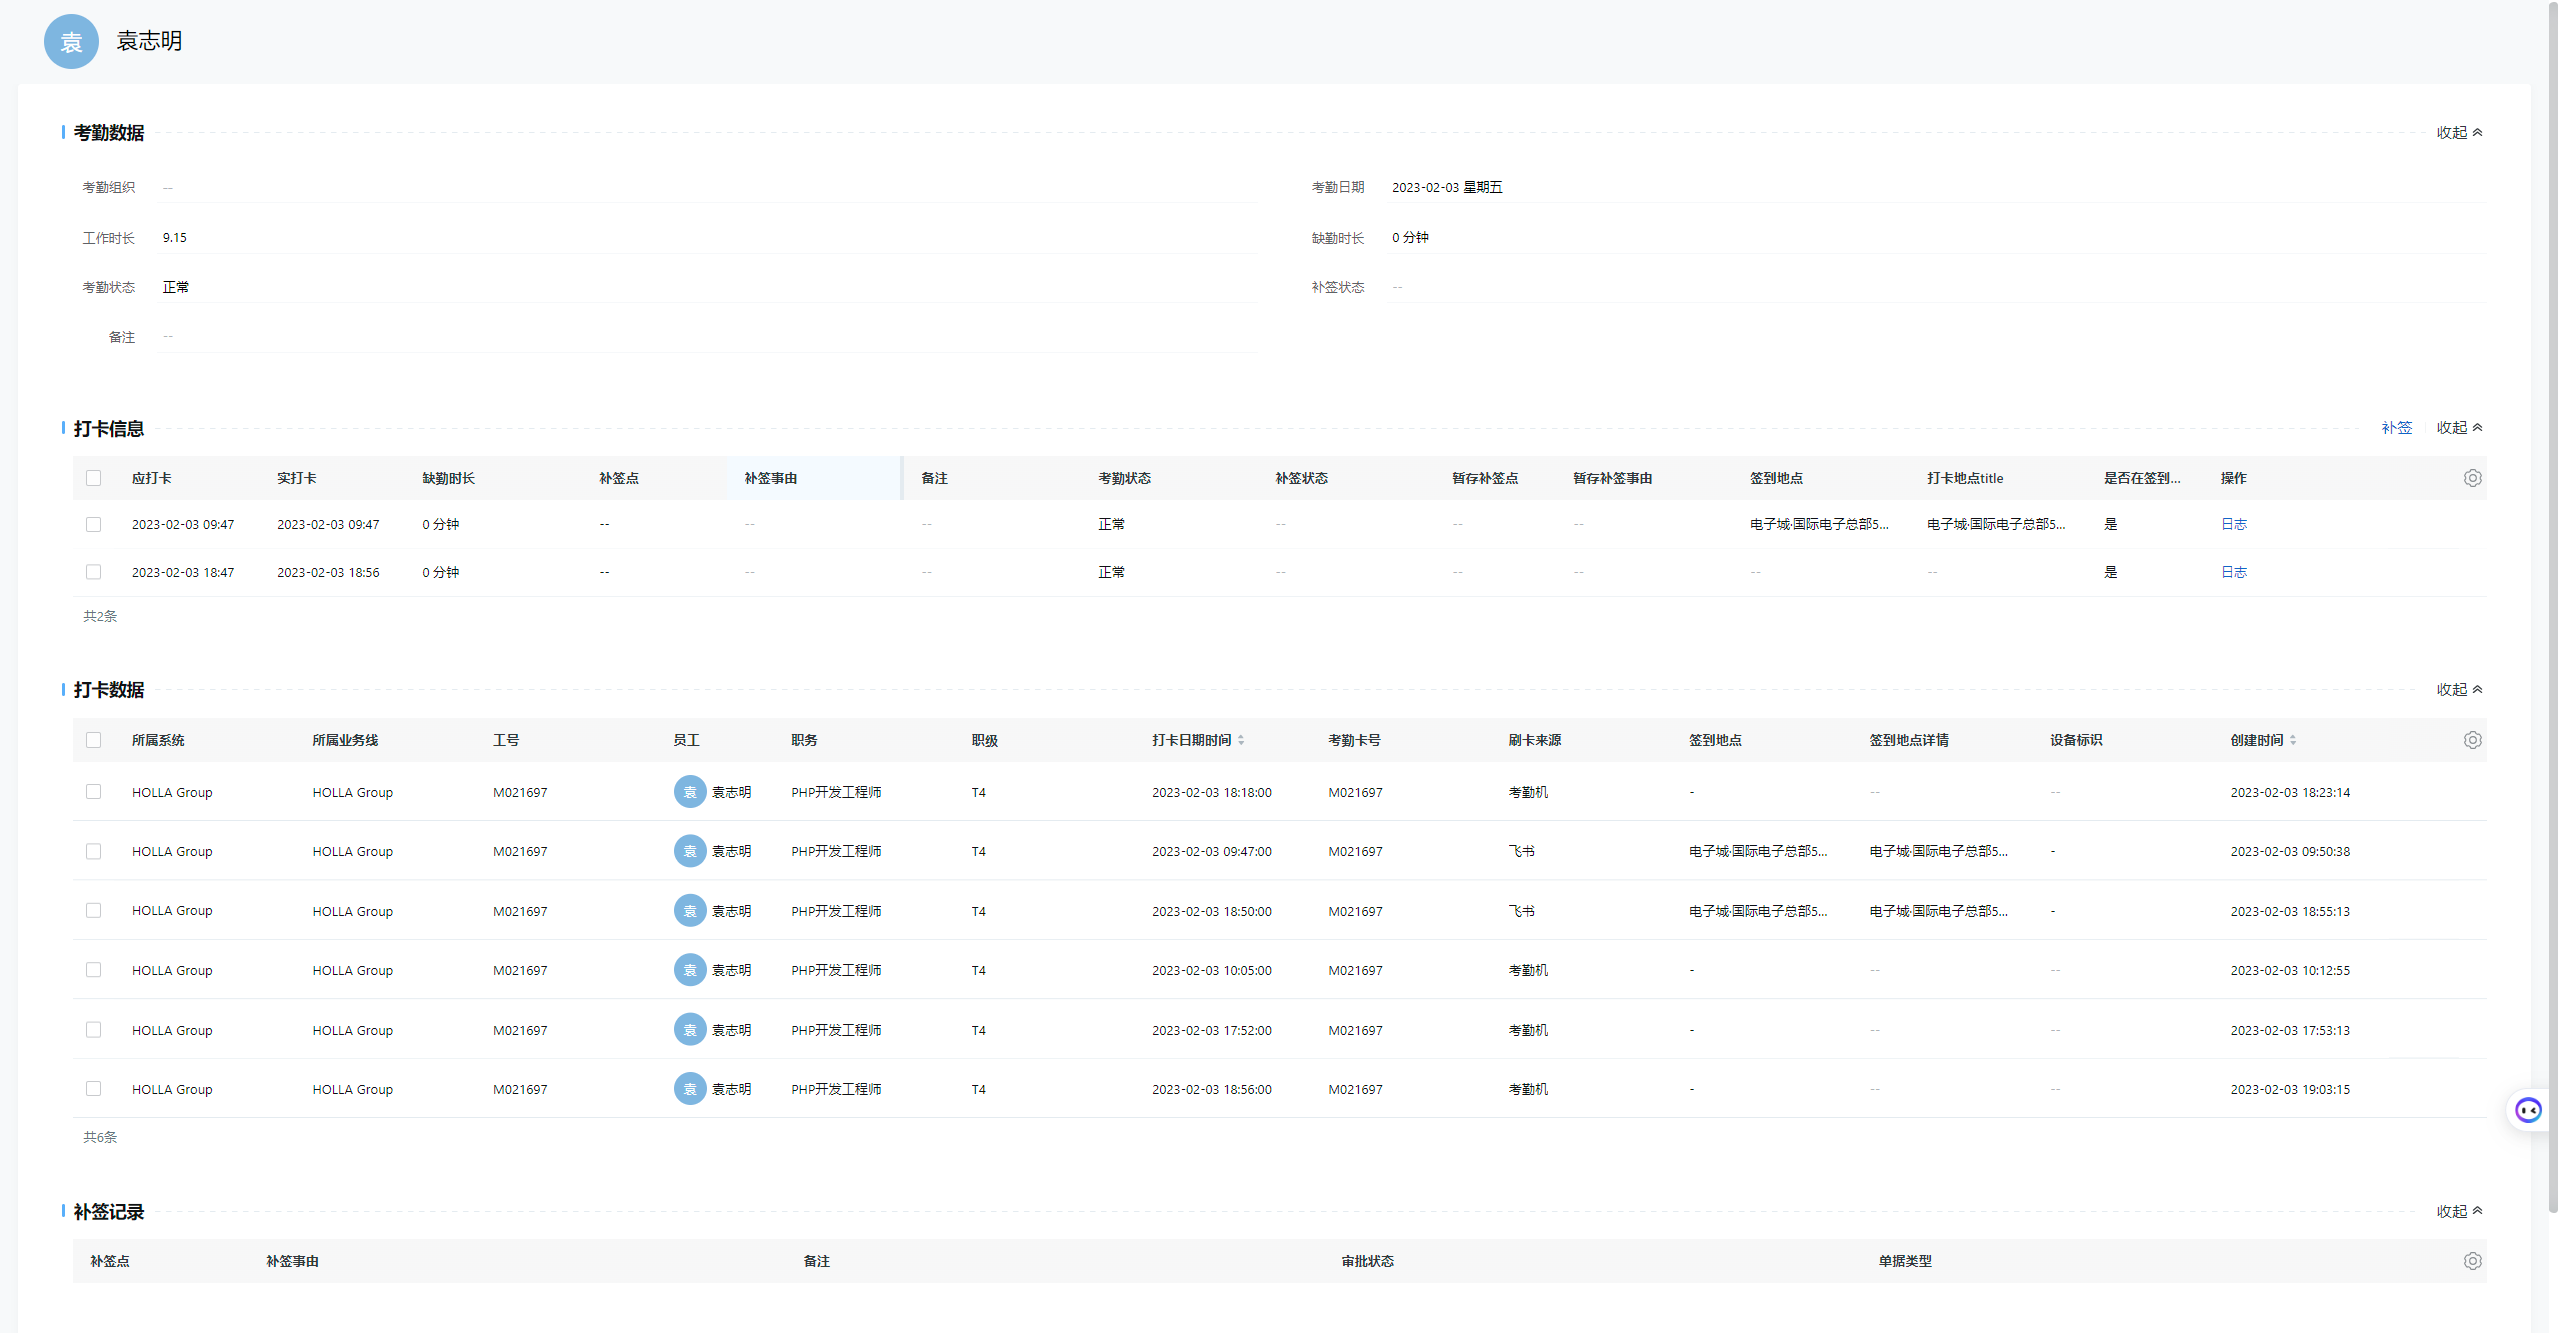 袁 袁志明
考勤数据 收起
考勤组织 -- 考勤日期 2023-02-03 星期五
工作时长 9.15 缺勤时长 0 分钟
考勤状态 正常 补签状态 --
备注 --
打卡信息 补签 收起
应打卡 实打卡 缺勤时长 补签点 补签事由 备注 考勤状态 补签状态 暂存补签点 暂存补签事由 签到地点 打卡地点title 是否在签到... 操作
2023-02-03 09:47 2023-02-03 09:47 0 分钟 -- -- -- 正常 -- -- -- 电子城·国际电子总部5... 电子城·国际电子总部5... 是 日志
2023-02-03 18:47 2023-02-03 18:56 0 分钟 -- -- -- 正常 -- -- -- -- -- 是 日志
共2条
打卡数据 收起
所属系统 所属业务线 工号 员工 职务 职级 打卡日期时间 考勤卡号 刷卡来源 签到地点 签到地点详情 设备标识 创建时间
HOLLA Group HOLLA Group M021697 袁 袁志明 PHP开发工程师 T4 2023-02-03 18:18:00 M021697 考勤机 - -- -- 2023-02-03 18:23:14
HOLLA Group HOLLA Group M021697 袁 袁志明 PHP开发工程师 T4 2023-02-03 09:47:00 M021697 飞书 电子城·国际电子总部5... 电子城·国际电子总部5... - 2023-02-03 09:50:38
HOLLA Group HOLLA Group M021697 袁 袁志明 PHP开发工程师 T4 2023-02-03 18:50:00 M021697 飞书 电子城·国际电子总部5... 电子城·国际电子总部5... - 2023-02-03 18:55:13
HOLLA Group HOLLA Group M021697 袁 袁志明 PHP开发工程师 T4 2023-02-03 10:05:00 M021697 考勤机 - -- -- 2023-02-03 10:12:55
HOLLA Group HOLLA Group M021697 袁 袁志明 PHP开发工程师 T4 2023-02-03 17:52:00 M021697 考勤机 - -- -- 2023-02-03 17:53:13
HOLLA Group HOLLA Group M021697 袁 袁志明 PHP开发工程师 T4 2023-02-03 18:56:00 M021697 考勤机 - -- -- 2023-02-03 19:03:15
共6条
补签记录 收起
补签点 补签事由 备注 审批状态 单据类型